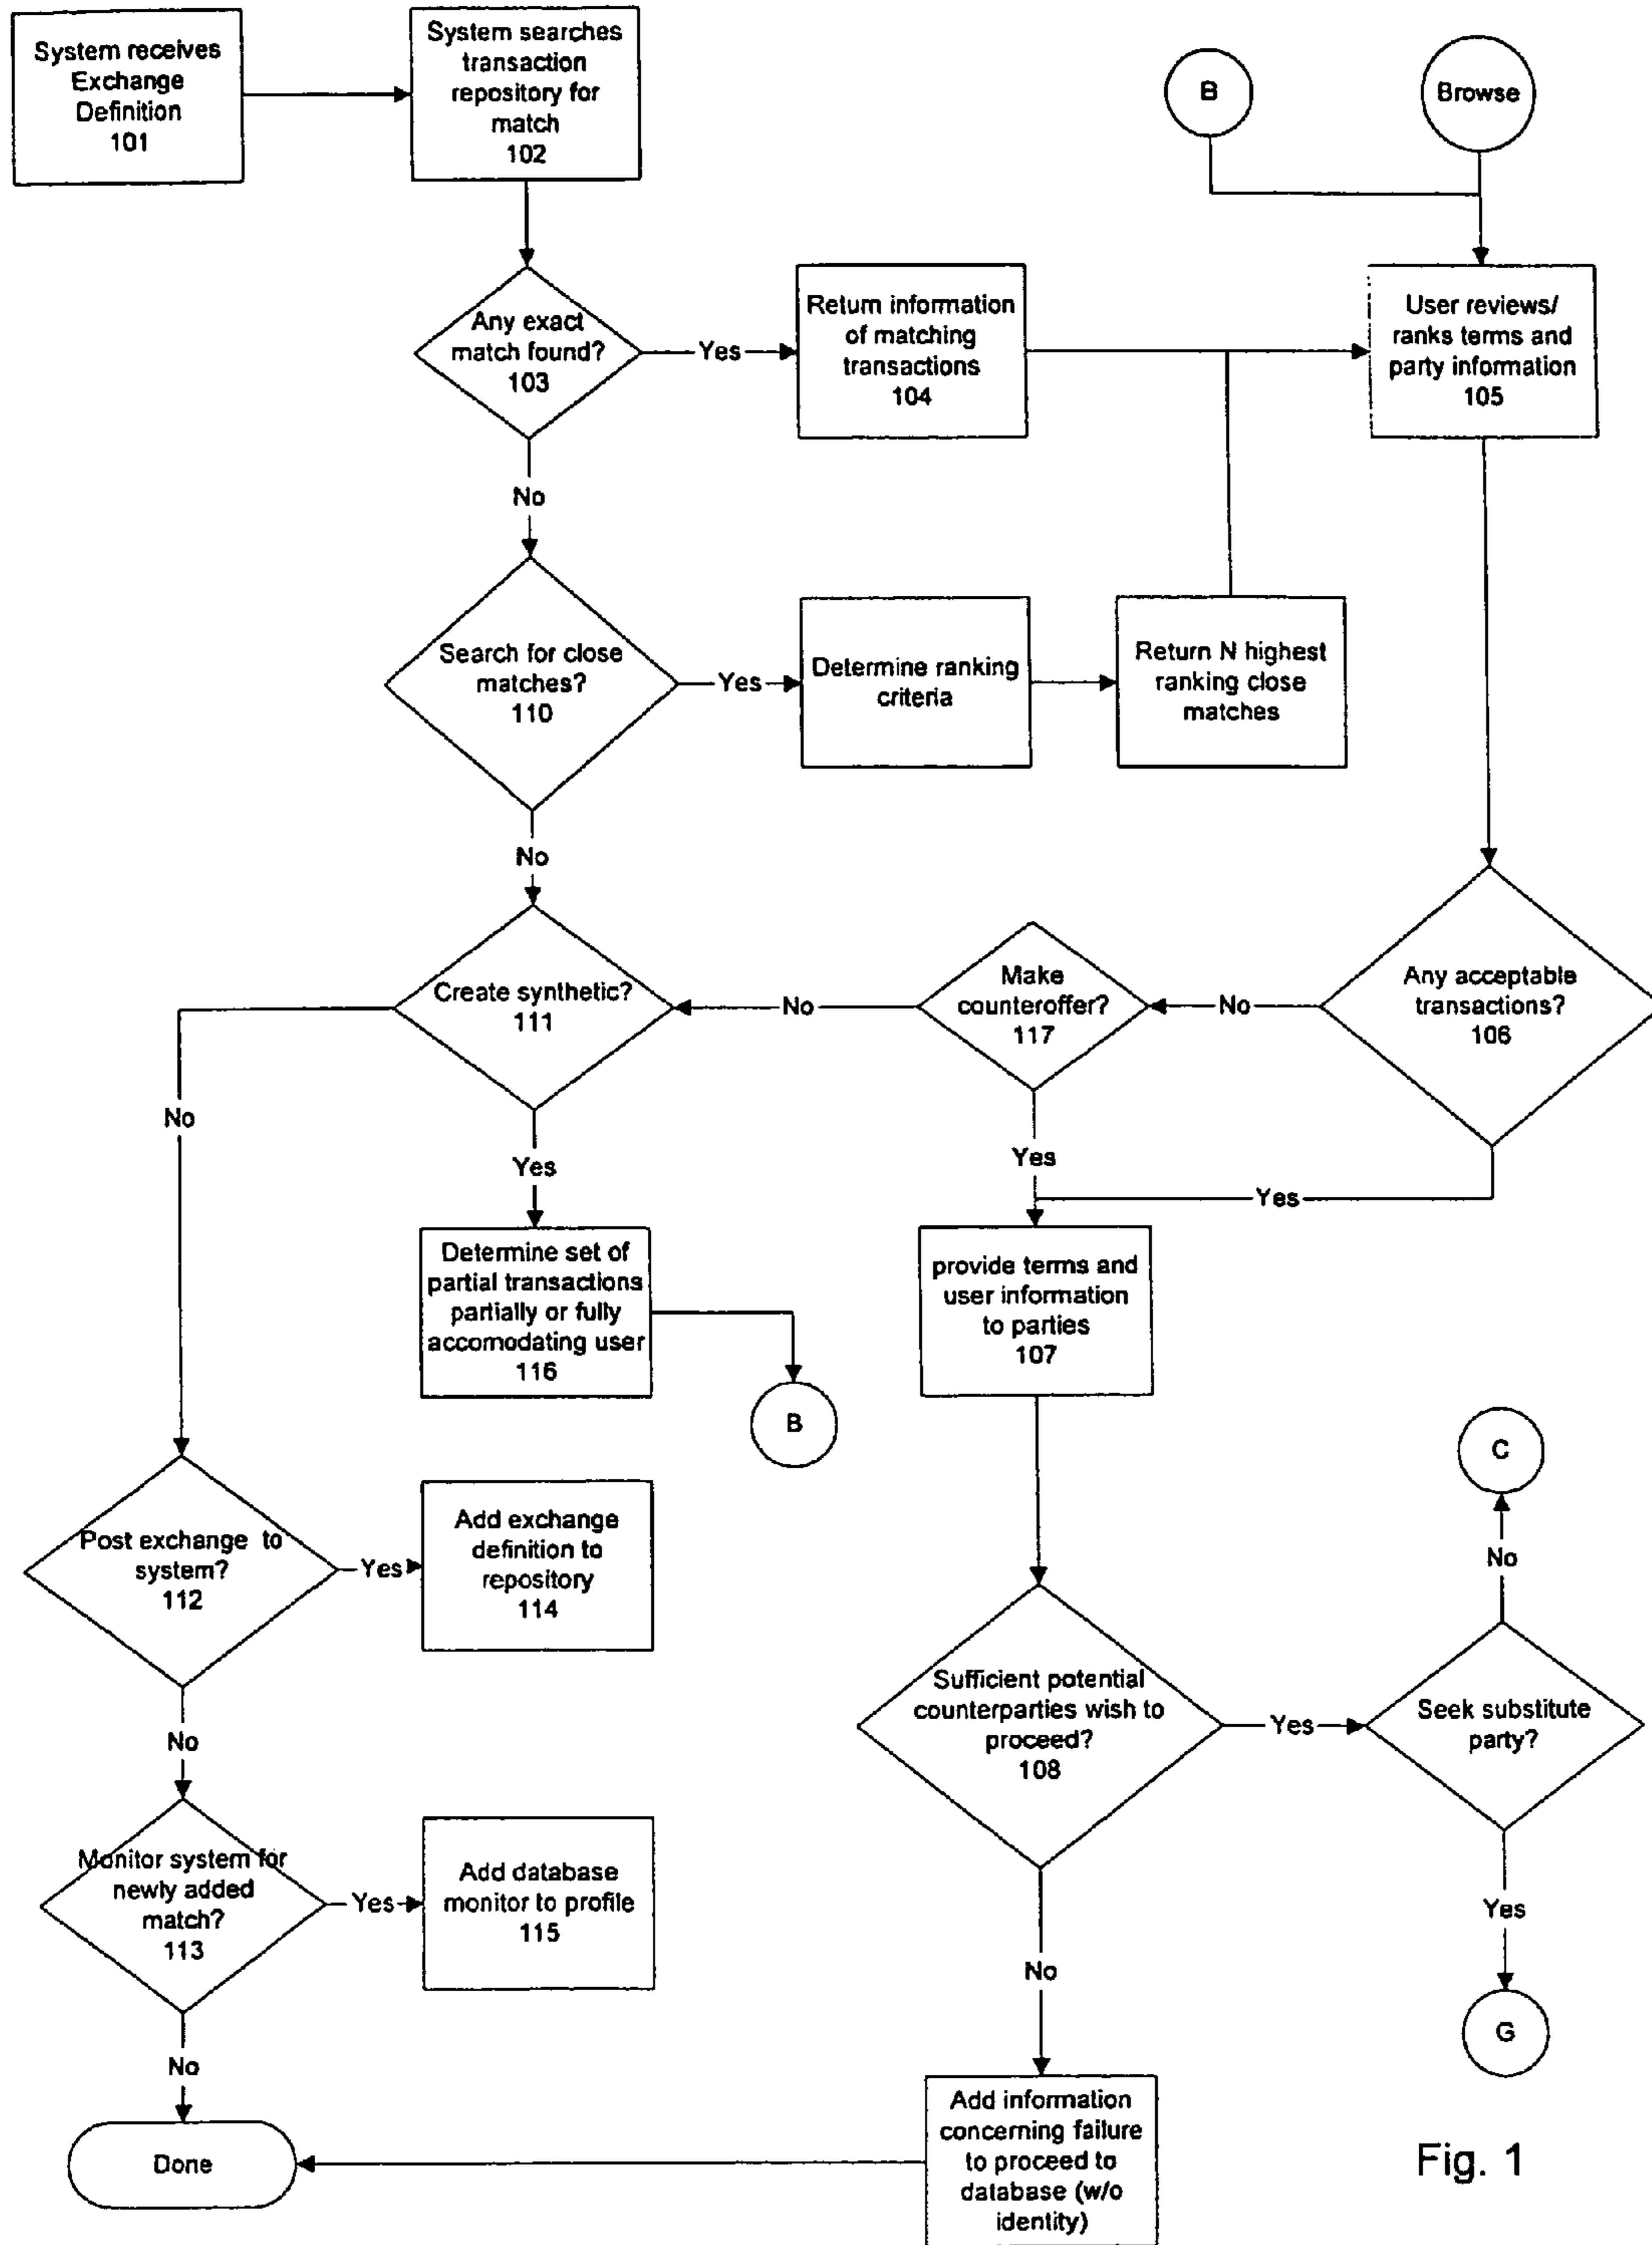 System receives
Exchange
Definition
101
System searches
transaction
repository for
match
102
B
Browse
Any exact
match found?
103
Yes
Return information
of matching
transactions
104
User reviews/
ranks terms and
party information
105
No
Search for close
matches?
110
Yes
Determine ranking
criteria
Return N highest
ranking close
matches
No
Create synthetic?
111
No
Make
counteroffer?
117
No
Any acceptable
transactions?
106
No
Yes
Yes
Yes
Determine set of
partial transactions
partially or fully
accomodating user
116
B
provide terms and
user information
to parties
107
C
No
Post exchange to
system?
112
Yes
Add exchange
definition to
repository
114
Sufficient potential
counterparties wish to
proceed?
108
Yes
Seek substitute
party?
No
Monitor system for
newly added
match?
113
Yes
Add database
monitor to profile
115
Yes
No
G
No
Done
Add information
concerning failure
to proceed to
database (w/o
identity)
Fig. 1